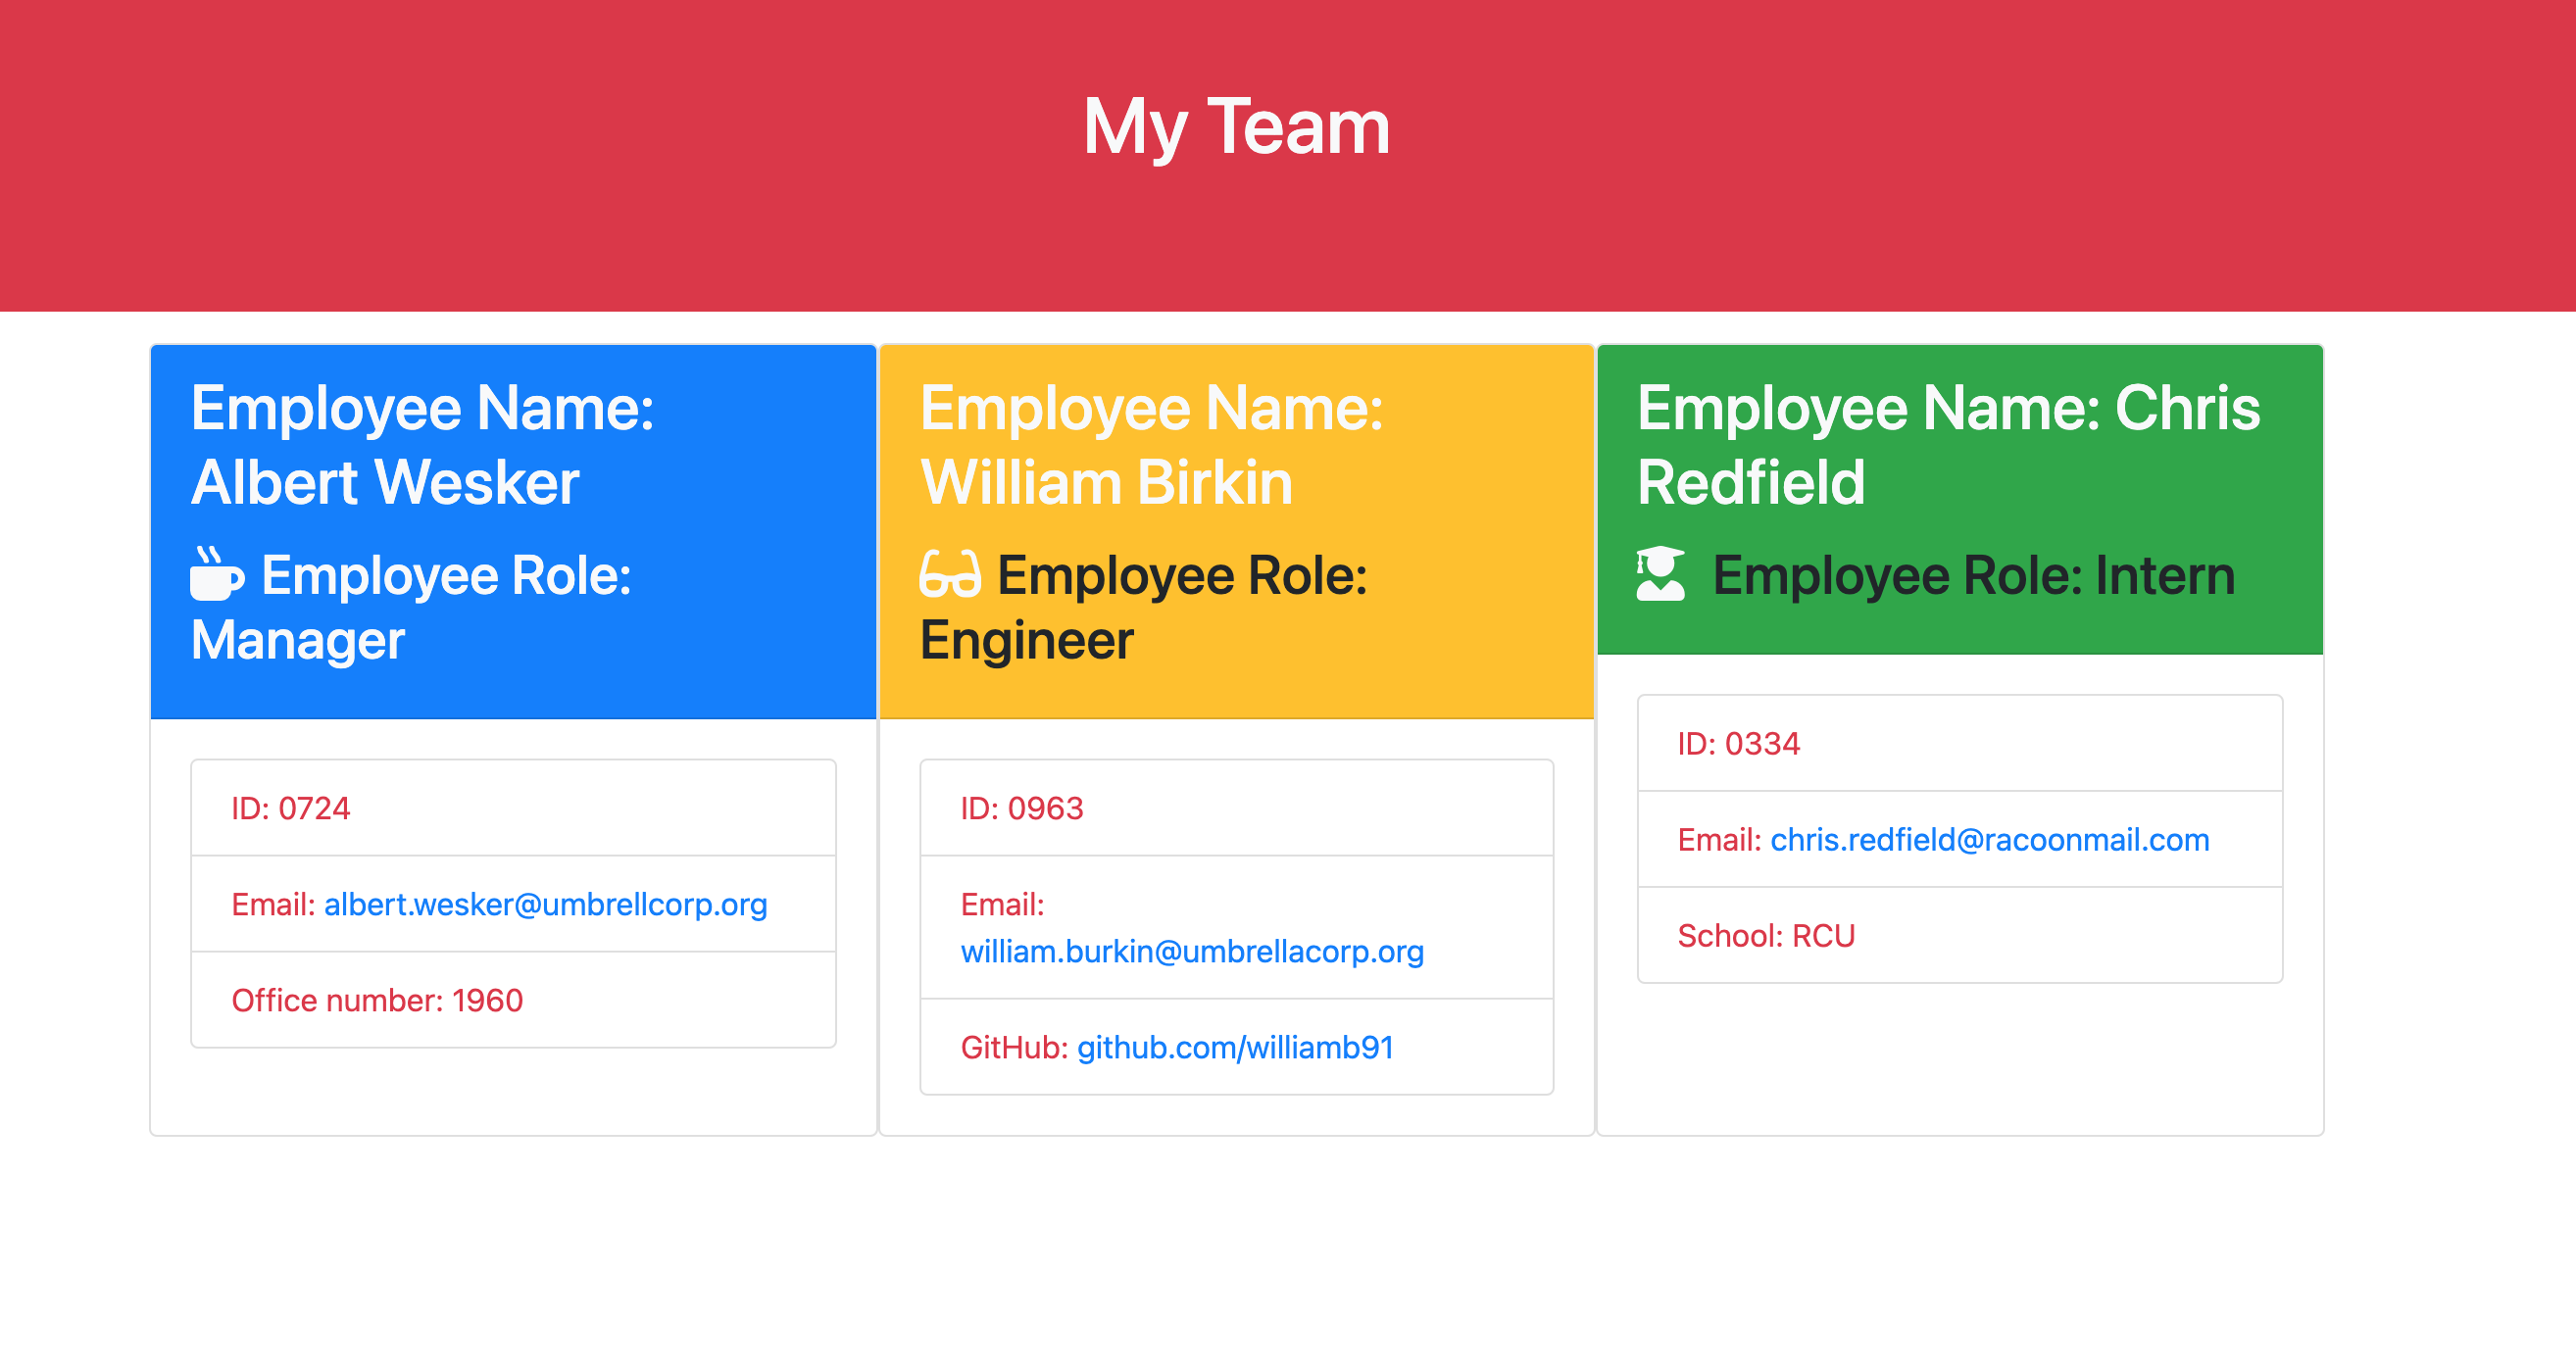 My Team
Employee Name:
Albert Wesker
Employee Role:
Manager
ID: 0724
Email: albert.wesker@umbrellcorp.org
Office number: 1960
Employee Name:
William Birkin
Employee Role:
Engineer
ID: 0963
Email:
william.burkin@umbrellacorp.org
GitHub: github.com/williamb91
Employee Name: Chris
Redfield
Employee Role: Intern
ID: 0334
Email: chris.redfield@racoonmail.com
School: RCU